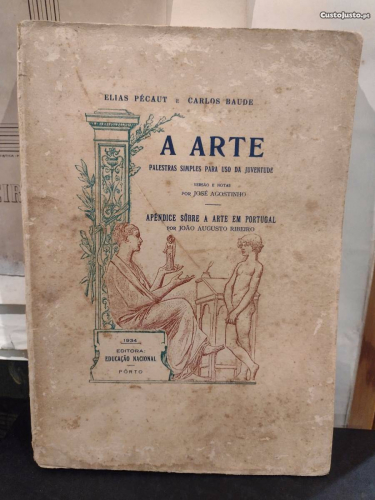 CustoJusto.pt
ELIAS PÉCAUT E CARLOS BAUDE
A ARTE
PALESTRAS SIMPLES PARA USO DA JUVENTUDE
VERSÃO E NOTAS
POR JOSÉ AGOSTINHO
APÊNDICE SÔBRE A ARTE EM PORTUGAL
POR JOÃO AUGUSTO RIBEIRO
1934
EDITORA:
EDUCAÇÃO NACIONAL
PÔRTO